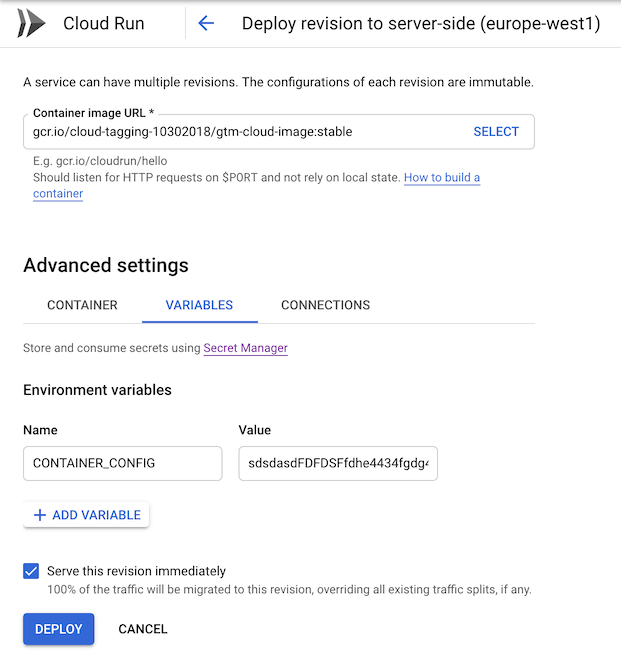 Cloud Run
Deploy revision to server-side (europe-west1)
A service can have multiple revisions. The configurations of each revision are immutable.
Container image URL *
gcr.io/cloud-tagging-10302018/gtm-cloud-image:stable
SELECT
E.g. gcr.io/cloudrun/hello
Should listen for HTTP requests on $PORT and not rely on local state. How to build a
container
Advanced settings
CONTAINER VARIABLES CONNECTIONS
Store and consume secrets using Secret Manager
Environment variables
Name Value
CONTAINER_CONFIG sdsdasdFDFDSFfdhe4434fgdg4
+ ADD VARIABLE
Serve this revision immediately
100% of the traffic will be migrated to this revision, overriding all existing traffic splits, if any.
DEPLOY CANCEL